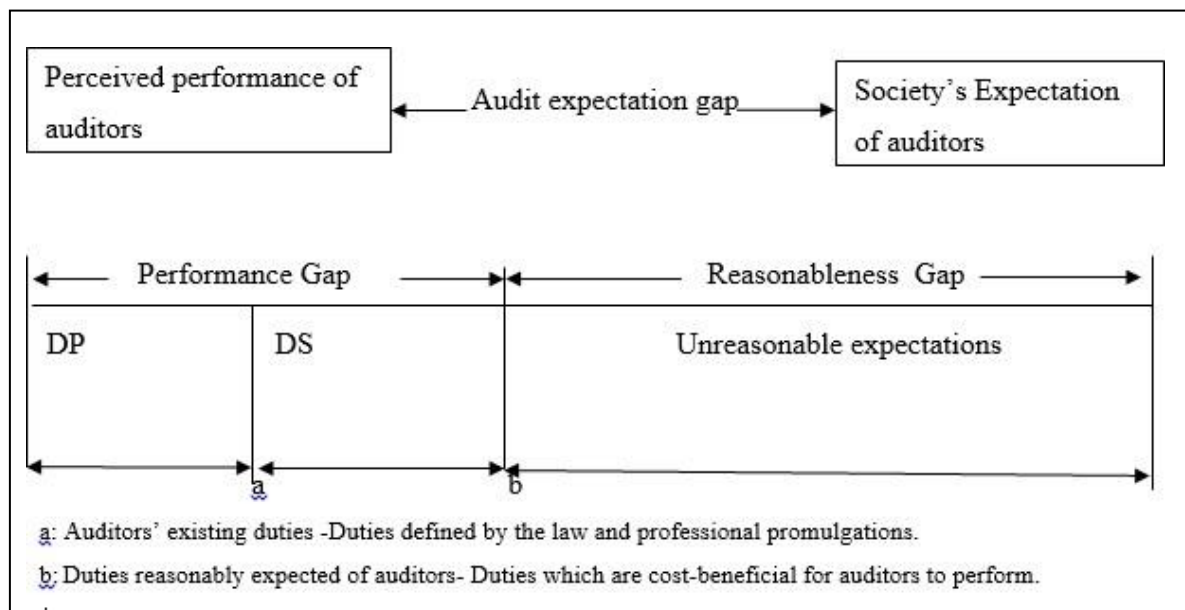 Perceived performance of
auditors
Audit expectation gap
Society’s Expectation
of auditors
Performance Gap
Reasonableness Gap
DP
DS
Unreasonable expectations
a
b
a: Auditors’ existing duties -Duties defined by the law and professional promulgations.
b: Duties reasonably expected of auditors- Duties which are cost-beneficial for auditors to perform.